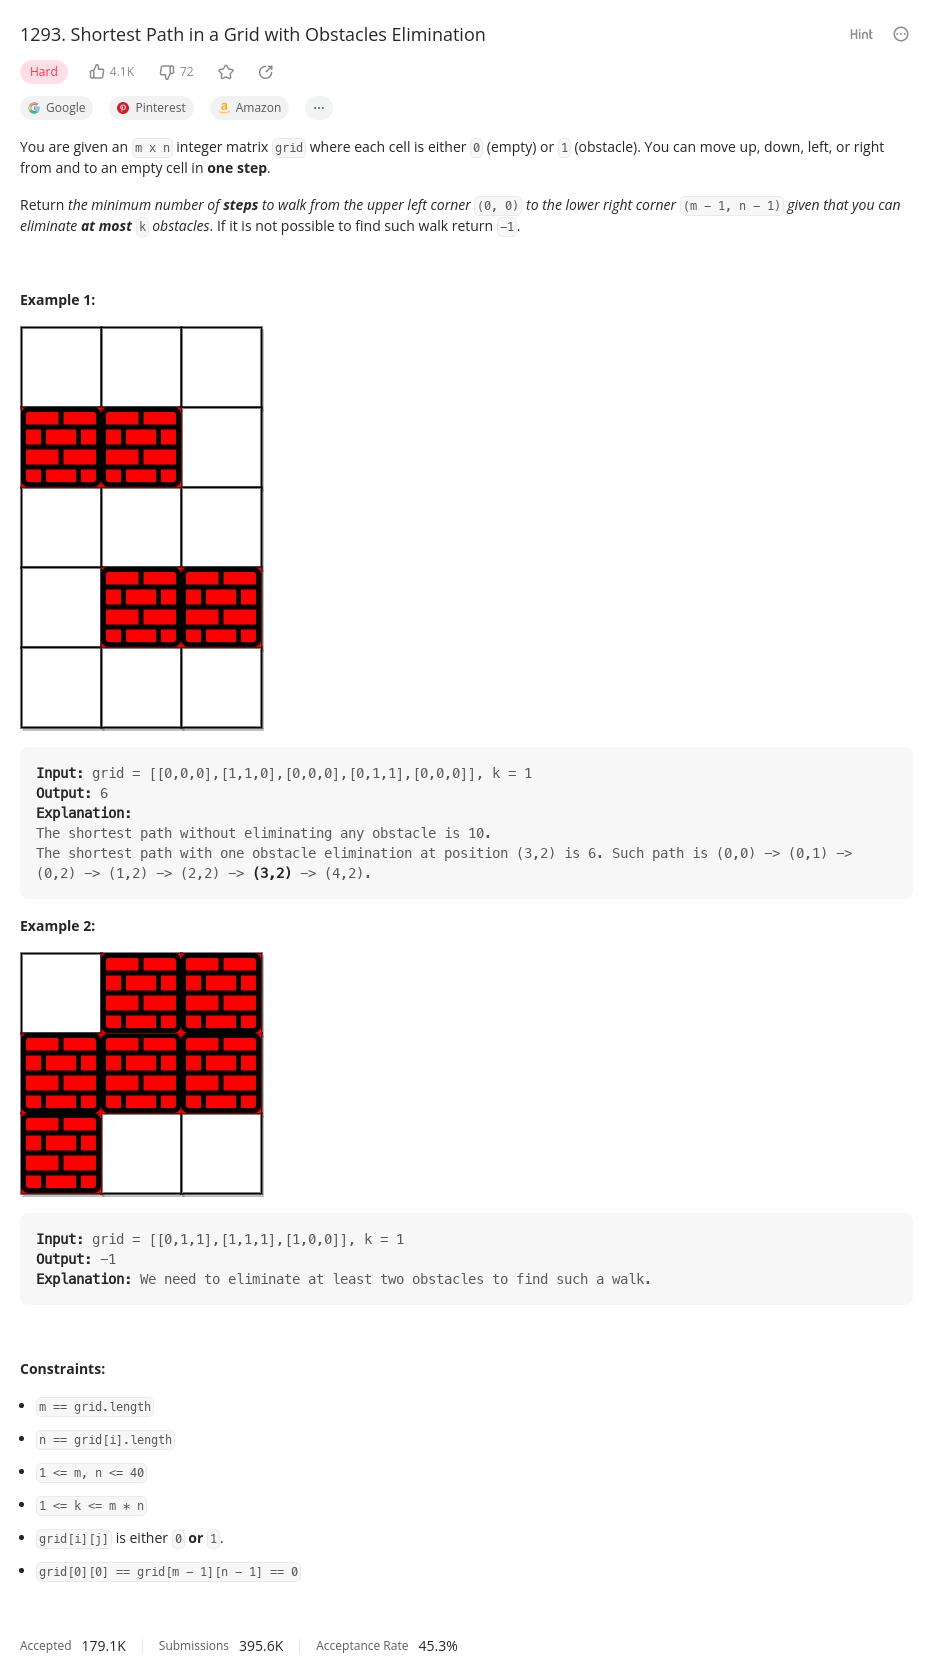 1293. Shortest Path in a Grid with Obstacles Elimination
Hint
Hard 4.1K 72
Google Pinterest Amazon ...
You are given an m x n integer matrix grid where each cell is either 0 (empty) or 1 (obstacle). You can move up, down, left, or right
from and to an empty cell in one step.
Return the minimum number of steps to walk from the upper left corner (0, 0) to the lower right corner (m − 1, n − 1) given that you can
eliminate at most k obstacles. If it is not possible to find such walk return −1.
Example 1:
Input: grid = [[0,0,0],[1,1,0],[0,0,0],[0,1,1],[0,0,0]], k = 1
Output: 6
Explanation:
The shortest path without eliminating any obstacle is 10.
The shortest path with one obstacle elimination at position (3,2) is 6. Such path is (0,0) −> (0,1) −>
(0,2) −> (1,2) −> (2,2) −> (3,2) −> (4,2).
Example 2:
Input: grid = [[0,1,1],[1,1,1],[1,0,0]], k = 1
Output: −1
Explanation: We need to eliminate at least two obstacles to find such a walk.
Constraints:
• m == grid.length
• n == grid[i].length
• 1 <= m, n <= 40
• 1 <= k <= m * n
• grid[i][j] is either 0 or 1.
• grid[0][0] == grid[m − 1][n − 1] == 0
Accepted 179.1K Submissions 395.6K Acceptance Rate 45.3%